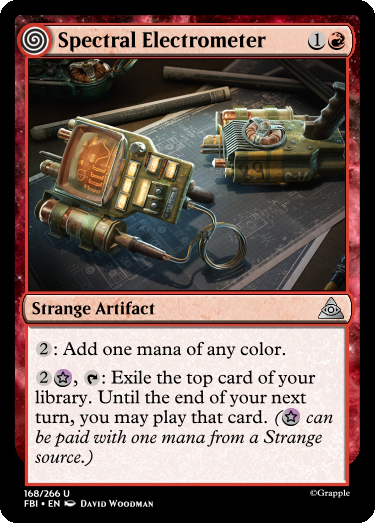 Spectral Electrometer 1
Strange Artifact
2: Add one mana of any color.
2, : Exile the top card of your
library. Until the end of your next
turn, you may play that card. ( can
be paid with one mana from a Strange
source.)
168/266 U
FBI • EN DAVID WOODMAN
©Grapple